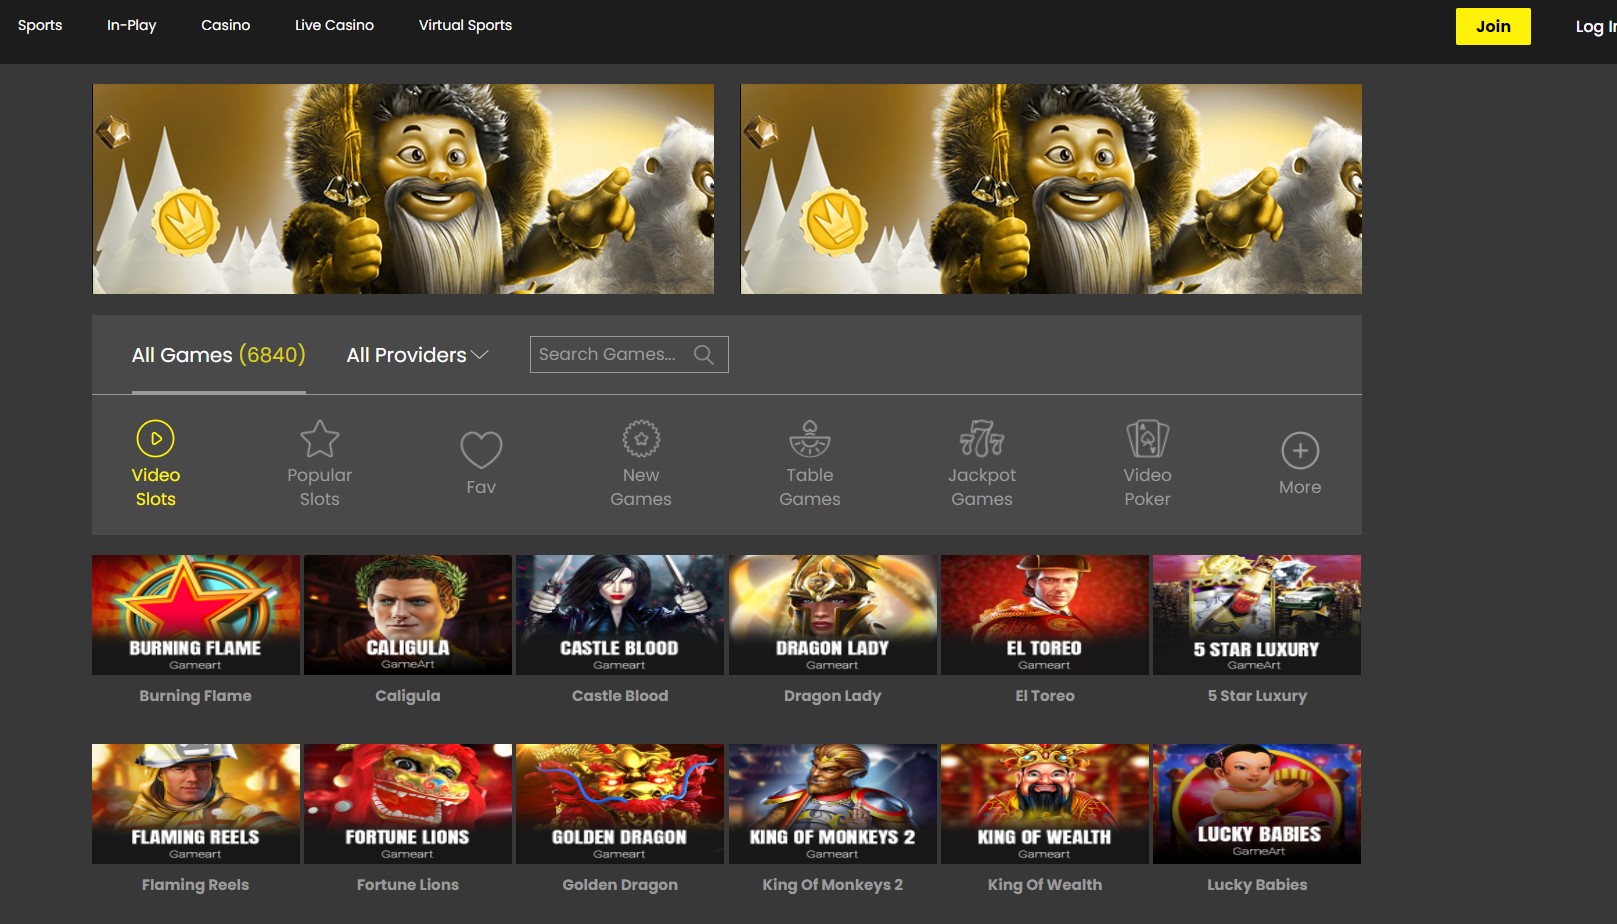 Sports In-Play Casino Live Casino Virtual Sports Join Log In
All Games (6840) All Providers Search Games...
Video Slots
Popular Slots
Fav
New Games
Table Games
Jackpot Games
Video Poker
More
BURNING FLAME
Gameart
Burning Flame
CALIGULA
GameArt
Caligula
CASTLE BLOOD
Gameart
Castle Blood
DRAGON LADY
Gameart
Dragon Lady
EL TOREO
Gameart
El Toreo
5 STAR LUXURY
GameArt
5 Star Luxury
FLAMING REELS
Gameart
Flaming Reels
FORTUNE LIONS
Gameart
Fortune Lions
GOLDEN DRAGON
Gameart
Golden Dragon
KING OF MONKEYS 2
Gameart
King Of Monkeys 2
KING OF WEALTH
Gameart
King Of Wealth
LUCKY BABIES
GameArt
Lucky Babies